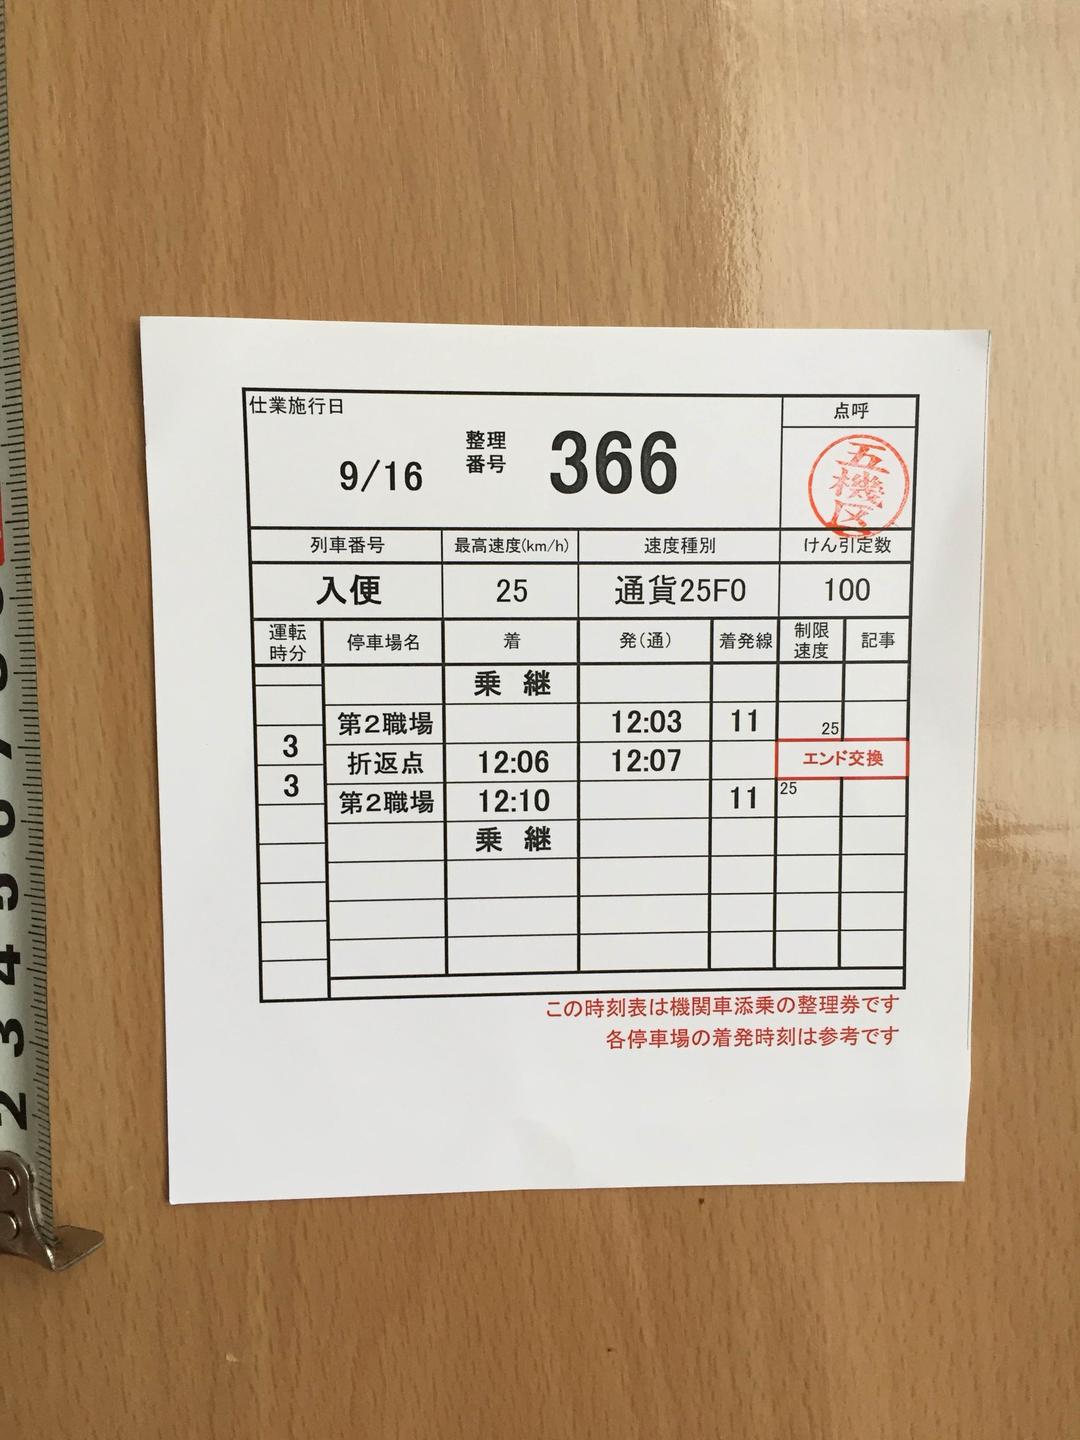 仕業施行日
9/16
整理
番号
366
点呼
五機区
列車番号 最高速度(km/h) 速度種別 けん引定数
入便 25 通貨25F0 100
運転
時分
停車場名 着 発(通) 着発線
制限
速度
記事
乗 継
第2職場 12:03 11 25
3
折返点 12:06 12:07 エンド交換
3
第2職場 12:10 11 25
乗 継
この時刻表は機関車添乗の整理券です
各停車場の着発時刻は参考です
2
3
4
5
6
7